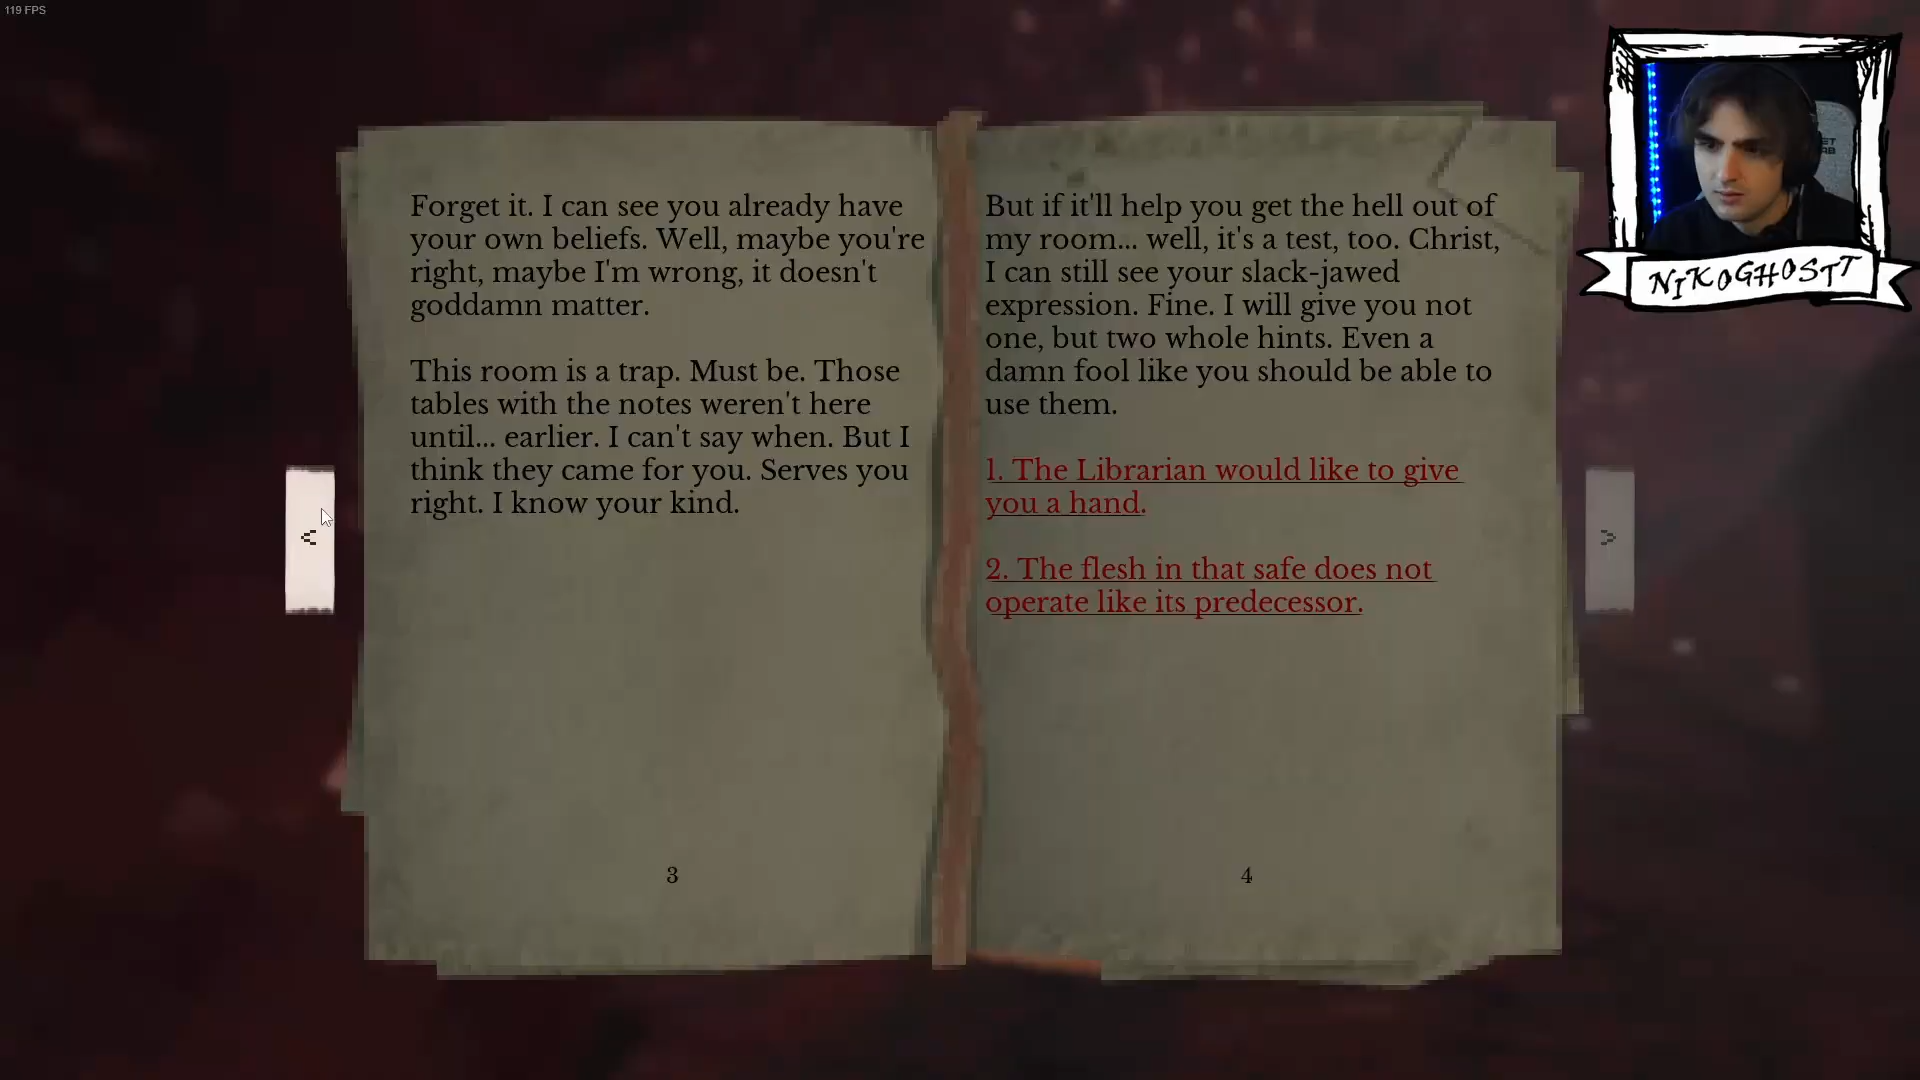 119 FPS
Forget it. I can see you already have
your own beliefs. Well, maybe you're
right, maybe I'm wrong, it doesn't
goddamn matter.
This room is a trap. Must be. Those
tables with the notes weren't here
until... earlier. I can't say when. But I
think they came for you. Serves you
right. I know your kind.
3
But if it'll help you get the hell out of
my room... well, it's a test, too. Christ,
I can still see your slack-jawed
expression. Fine. I will give you not
one, but two whole hints. Even a
damn fool like you should be able to
use them.
1. The Librarian would like to give
you a hand.
2. The flesh in that safe does not
operate like its predecessor.
4
<
>
NIKOGHOSTT